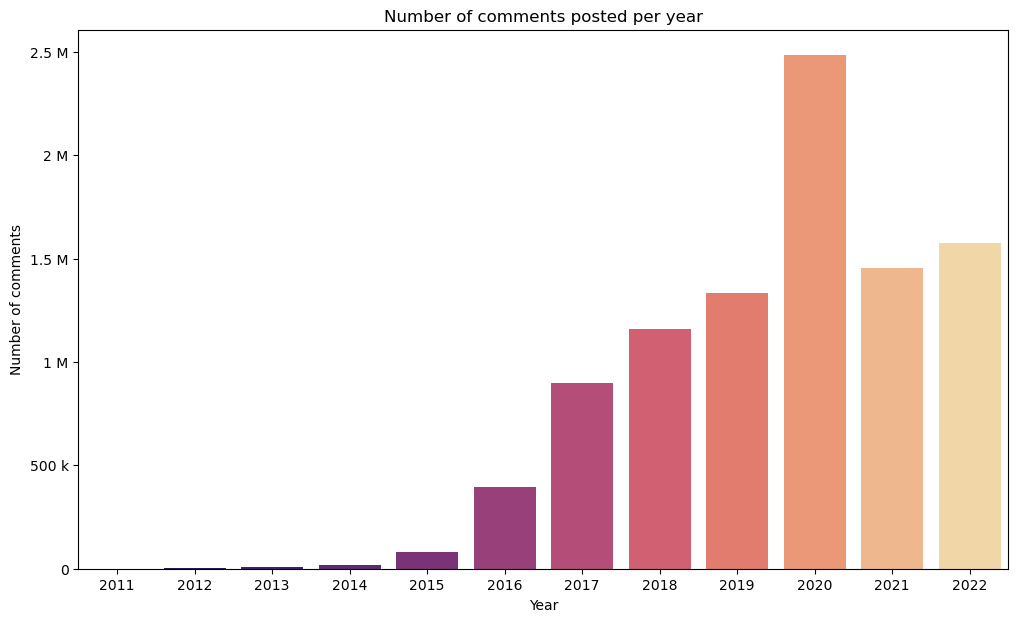 Number of comments posted per year
2.5 M
2 M
1.5 M
1 M
500 k
0
Number of comments
2011 2012 2013 2014 2015 2016 2017 2018 2019 2020 2021 2022
Year